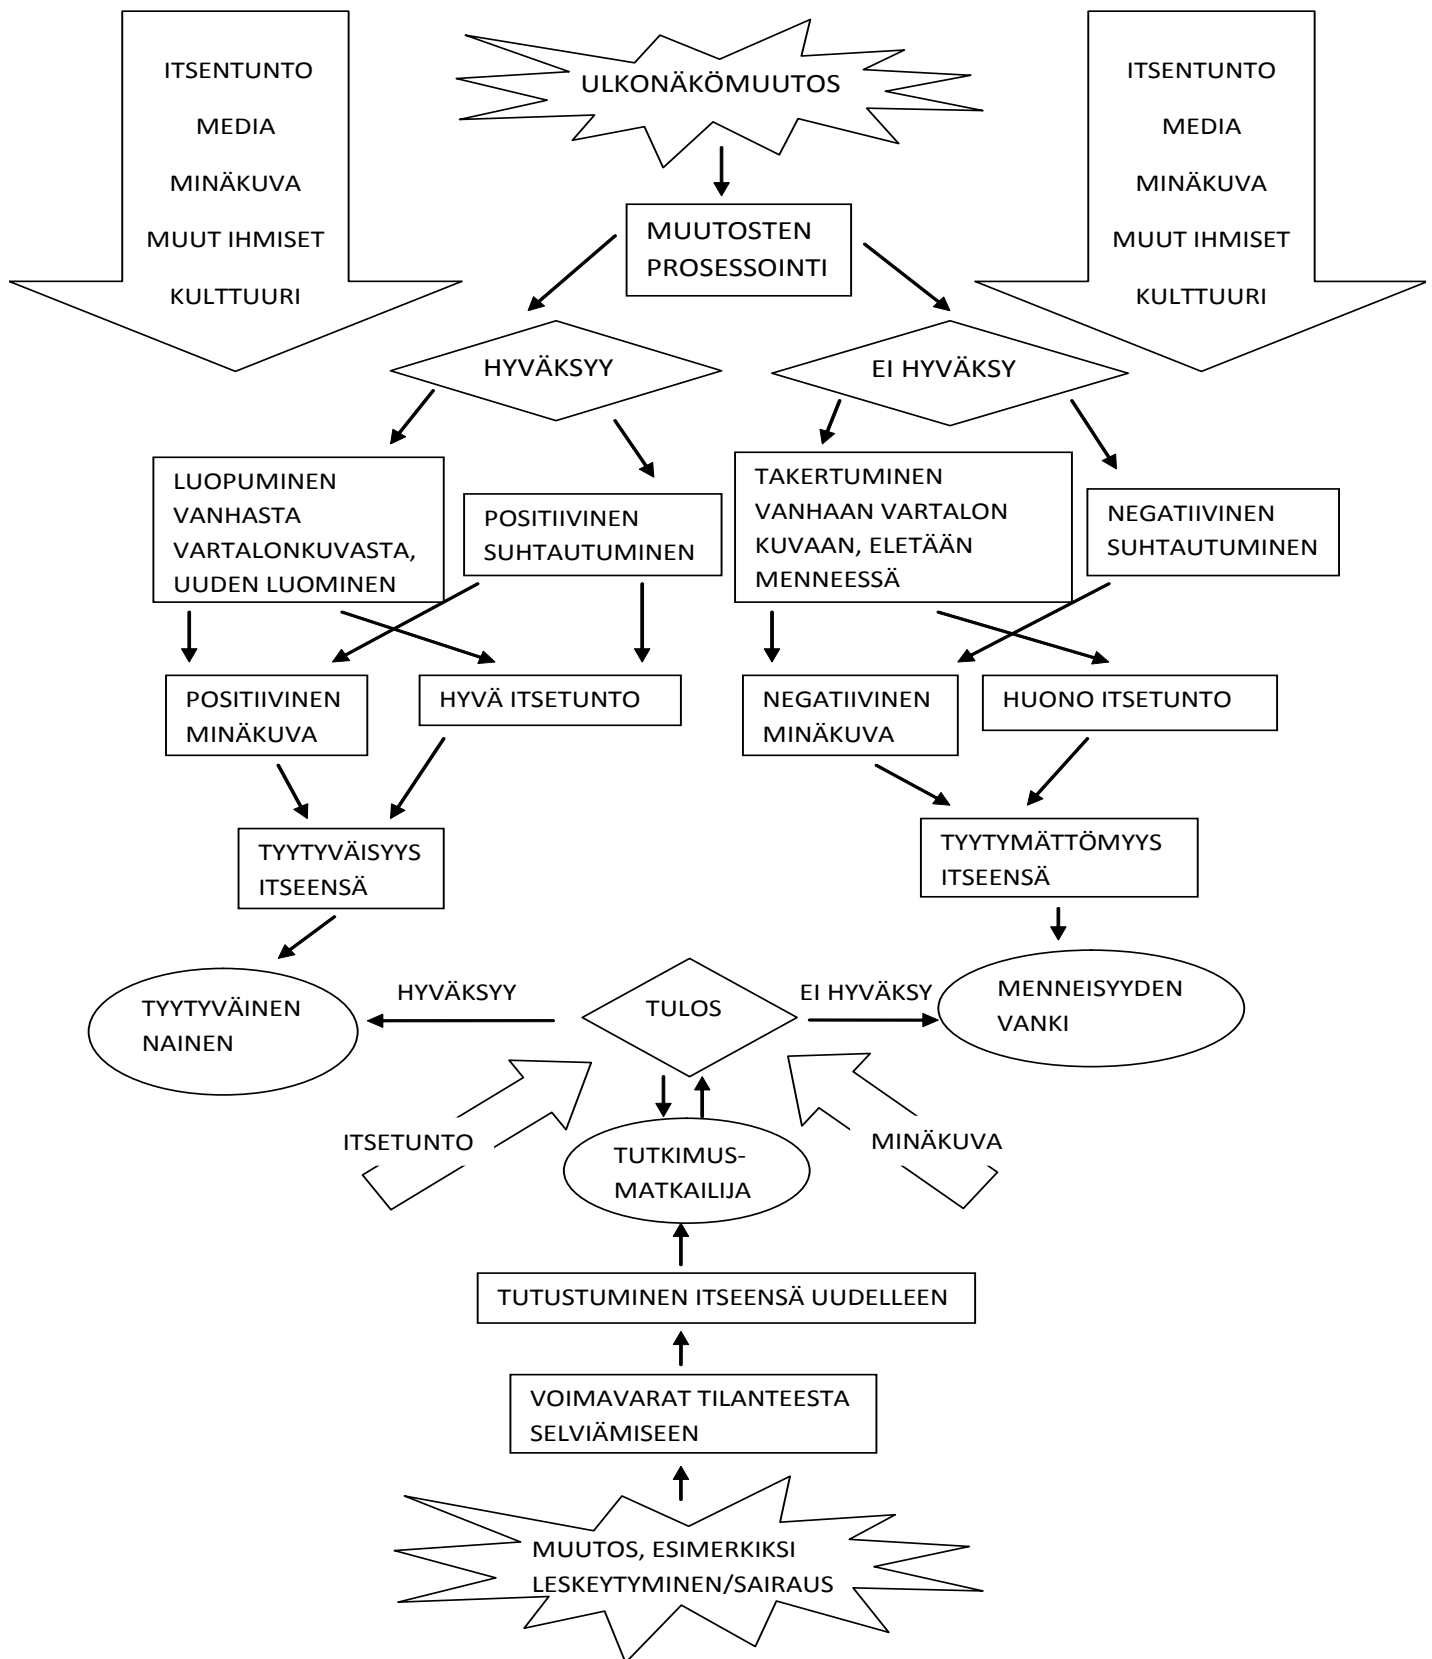 ITSENTUNTO
MEDIA
MINÄKUVA
MUUT IHMISET
KULTTUURI
ULKONÄKÖMUUTOS
ITSENTUNTO
MEDIA
MINÄKUVA
MUUT IHMISET
KULTTUURI
MUUTOSTEN
PROSESSOINTI
HYVÄKSYY
EI HYVÄKSY
LUOPUMINEN
VANHASTA
VARTALONKUVASTA,
UUDEN LUOMINEN
POSITIIVINEN
SUHTAUTUMINEN
TAKERTUMINEN
VANHAAN VARTALON
KUVAAN, ELETÄÄN
MENNEESSÄ
NEGATIIVINEN
SUHTAUTUMINEN
POSITIIVINEN
MINÄKUVA
HYVÄ ITSETUNTO
NEGATIIVINEN
MINÄKUVA
HUONO ITSETUNTO
TYYTYVÄISYYS
ITSEENSÄ
TYYTYMÄTTÖMYYS
ITSEENSÄ
TYYTYVÄINEN
NAINEN
HYVÄKSYY
TULOS
EI HYVÄKSY
MENNEISYYDEN
VANKI
ITSETUNTO
TUTKIMUS-
MATKAILIJA
MINÄKUVA
TUTUSTUMINEN ITSEENSÄ UUDELLEEN
VOIMAVARAT TILANTEESTA
SELVIÄMISEEN
MUUTOS, ESIMERKIKSI
LESKEYTYMINEN/SAIRAUS